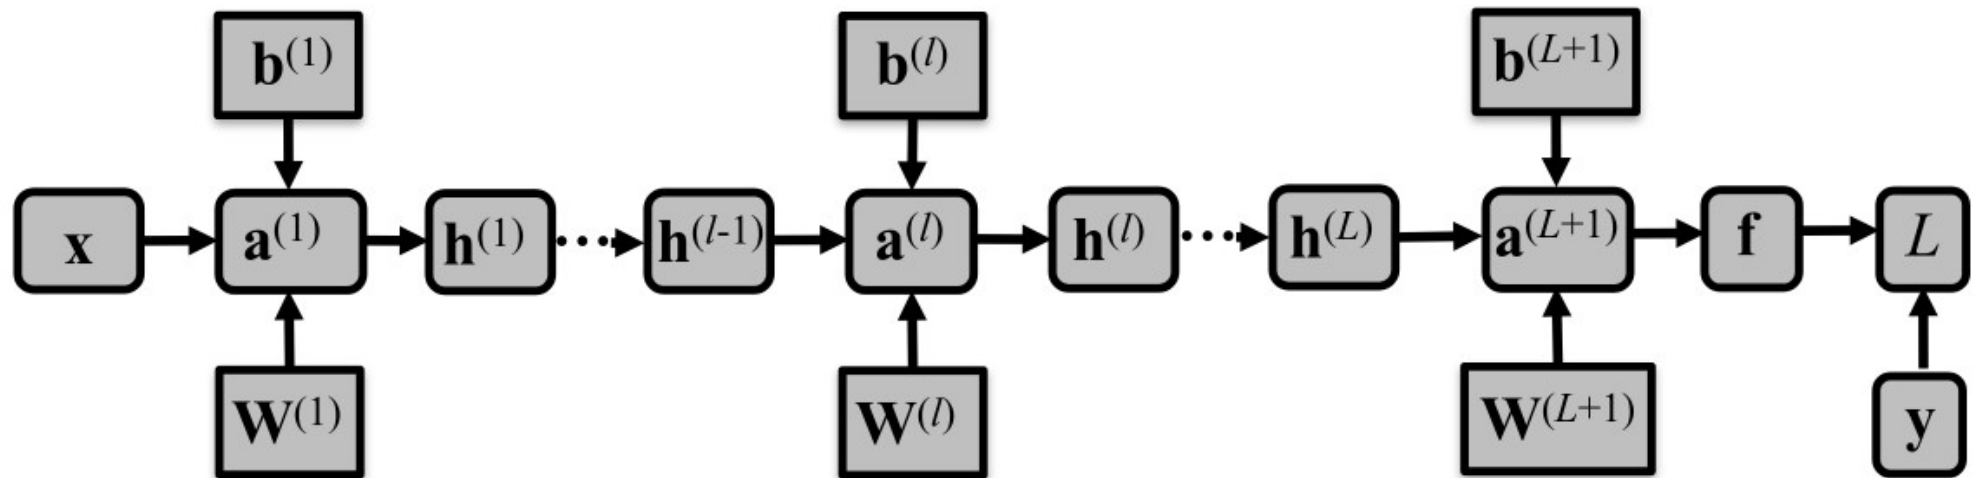 b^(1) b^(l) b^(L+1)
x a^(1) h^(1) h^(l-1) a^(l) h^(l) h^(L) a^(L+1) f L
W^(1) W^(l) W^(L+1) y